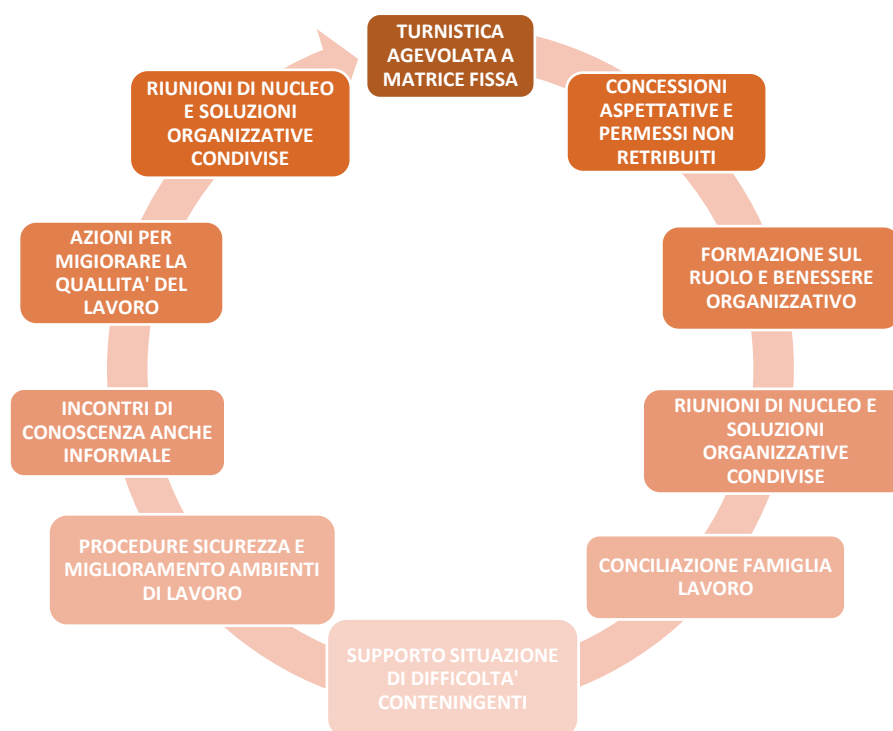 TURNISTICA
AGEVOLATA A
MATRICE FISSA
CONCESSIONI
ASPETTATIVE E
PERMESSI NON
RETRIBUITI
FORMAZIONE SUL
RUOLO E BENESSERE
ORGANIZZATIVO
RIUNIONI DI NUCLEO E
SOLUZIONI
ORGANIZZATIVE
CONDIVISE
CONCILIAZIONE FAMIGLIA
LAVORO
SUPPORTO SITUAZIONE
DI DIFFICOLTA'
CONTENINGENTI
PROCEDURE SICUREZZA E
MIGLIORAMENTO AMBIENTI
DI LAVORO
INCONTRI DI
CONOSCENZA ANCHE
INFORMALE
AZIONI PER
MIGIORARE LA
QUALLITA' DEL
LAVORO
RIUNIONI DI NUCLEO
E SOLUZIONI
ORGANIZZATIVE
CONDIVISE